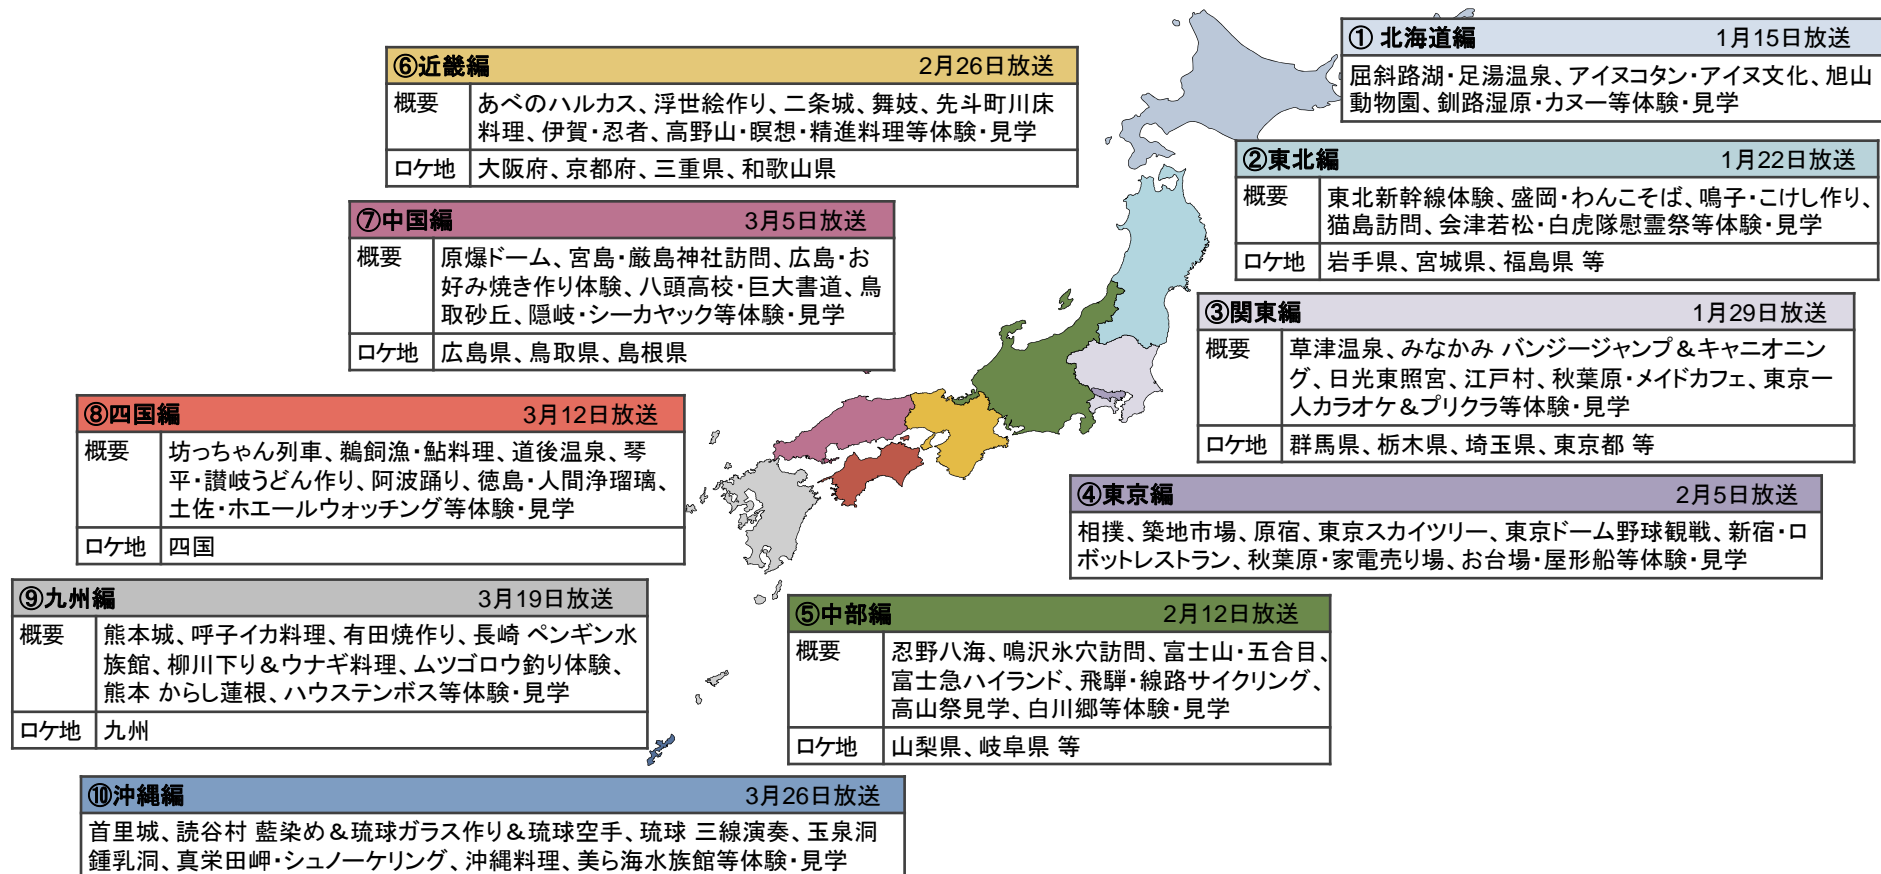 ① 北海道編 1月15日放送
屈斜路湖・足湯温泉、アイヌコタン・アイヌ文化、旭山
動物園、釧路湿原・カヌー等体験・見学
②東北編 1月22日放送
概要 東北新幹線体験、盛岡・わんこそば、鳴子・こけし作り、
猫島訪問、会津若松・白虎隊慰霊祭等体験・見学
ロケ地 岩手県、宮城県、福島県 等
③関東編 1月29日放送
概要 草津温泉、みなかみ バンジージャンプ＆キャニオニン
グ、日光東照宮、江戸村、秋葉原・メイドカフェ、東京一
人カラオケ＆プリクラ等体験・見学
ロケ地 群馬県、栃木県、埼玉県、東京都 等
④東京編 2月5日放送
相撲、築地市場、原宿、東京スカイツリー、東京ドーム野球観戦、新宿・ロ
ボットレストラン、秋葉原・家電売り場、お台場・屋形船等体験・見学
⑤中部編 2月12日放送
概要 忍野八海、鳴沢氷穴訪問、富士山・五合目、
富士急ハイランド、飛騨・線路サイクリング、
高山祭見学、白川郷等体験・見学
ロケ地 山梨県、岐阜県 等
⑥近畿編 2月26日放送
概要 あべのハルカス、浮世絵作り、二条城、舞妓、先斗町川床
料理、伊賀・忍者、高野山・瞑想・精進料理等体験・見学
ロケ地 大阪府、京都府、三重県、和歌山県
⑦中国編 3月5日放送
概要 原爆ドーム、宮島・厳島神社訪問、広島・お
好み焼き作り体験、八頭高校・巨大書道、鳥
取砂丘、隠岐・シーカヤック等体験・見学
ロケ地 広島県、鳥取県、島根県
⑧四国編 3月12日放送
概要 坊っちゃん列車、鵜飼漁・鮎料理、道後温泉、琴
平・讃岐うどん作り、阿波踊り、徳島・人間浄瑠璃、
土佐・ホエールウォッチング等体験・見学
ロケ地 四国
⑨九州編 3月19日放送
概要 熊本城、呼子イカ料理、有田焼作り、長崎 ペンギン水
族館、柳川下り＆ウナギ料理、ムツゴロウ釣り体験、
熊本 からし蓮根、ハウステンボス等体験・見学
ロケ地 九州
⑩沖縄編 3月26日放送
首里城、読谷村 藍染め＆琉球ガラス作り＆琉球空手、琉球 三線演奏、玉泉洞
鍾乳洞、真栄田岬・シュノーケリング、沖縄料理、美ら海水族館等体験・見学